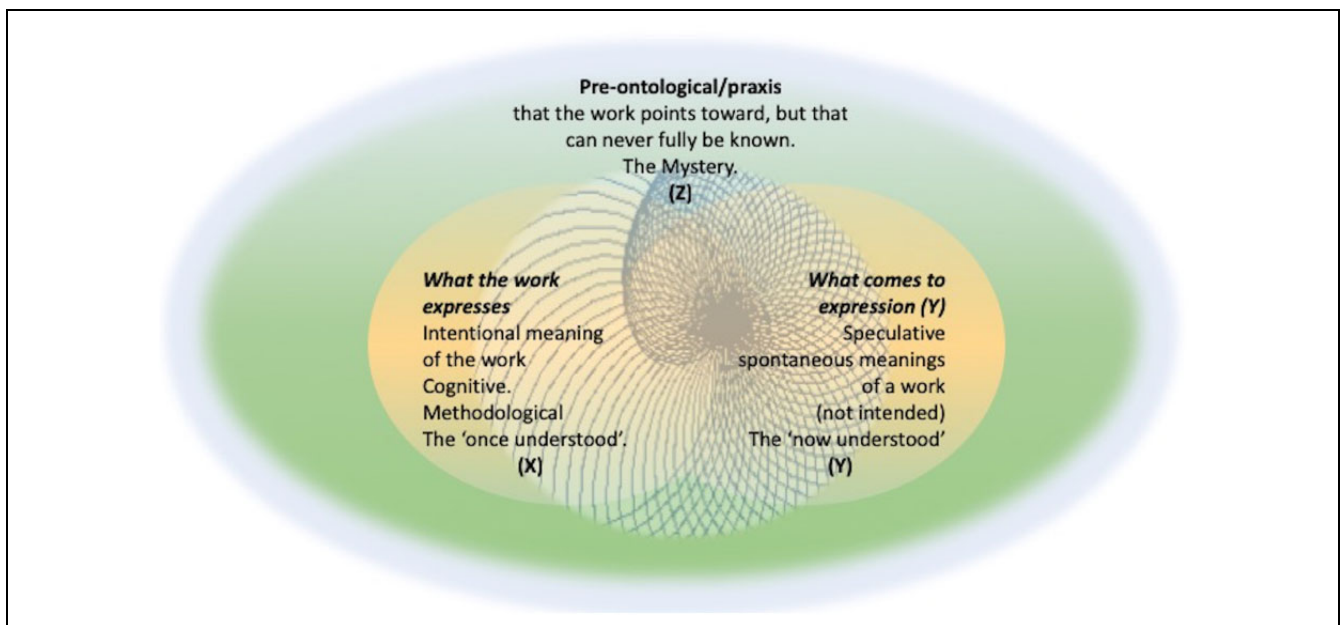 Pre-ontological/praxis
that the work points toward, but that
can never fully be known.
The Mystery.
(Z)
What the work
expresses
Intentional meaning
of the work
Cognitive.
Methodological
The ‘once understood’.
(X)
What comes to
expression (Y)
Speculative
spontaneous meanings
of a work
(not intended)
The ‘now understood’
(Y)